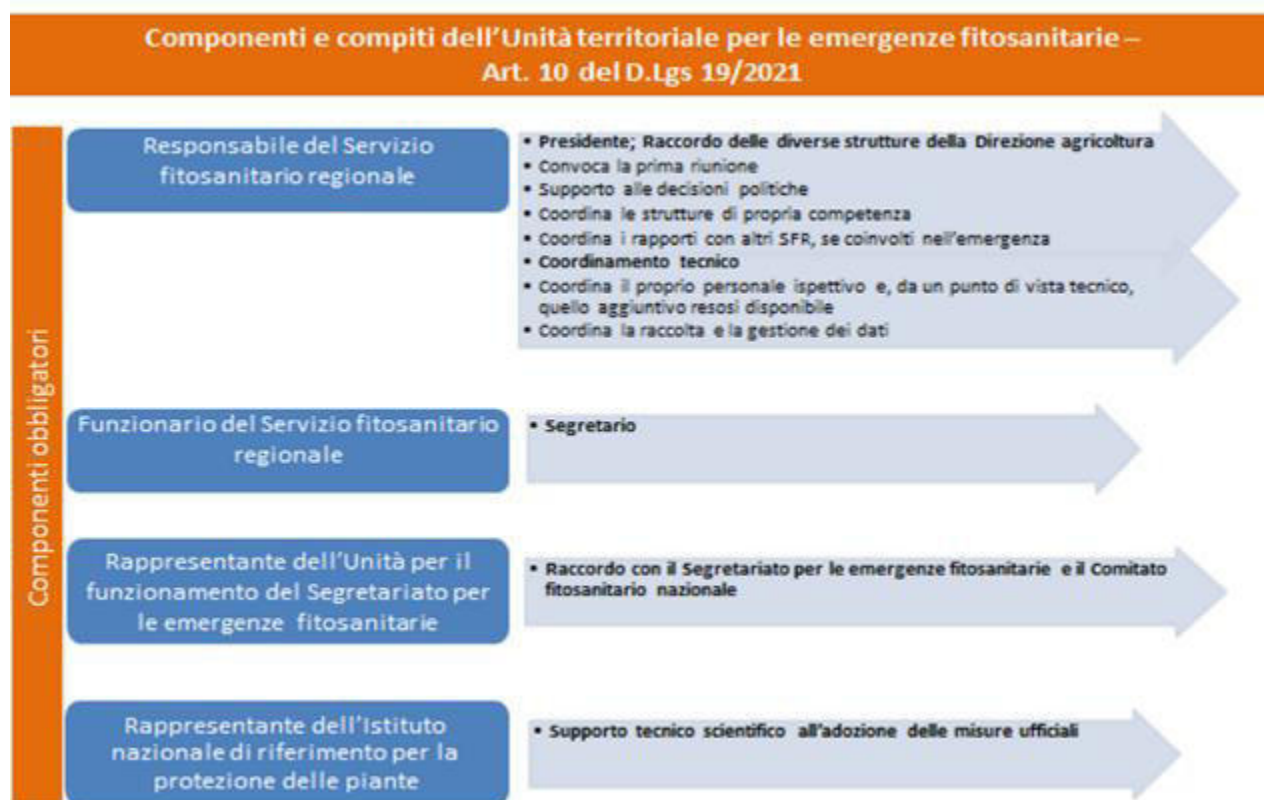 Componenti e compiti dell'Unità territoriale per le emergenze fitosanitarie –
Art. 10 del D.Lgs 19/2021
Componenti obbligatori
Responsabile del Servizio
fitosanitario regionale
• Presidente; Raccordo delle diverse strutture della Direzione agricoltura
• Convoca la prima riunione
• Supporto alle decisioni politiche
• Coordina le strutture di propria competenza
• Coordina i rapporti con altri SFR, se coinvolti nell'emergenza
• Coordinamento tecnico
• Coordina il proprio personale ispettivo e, da un punto di vista tecnico,
quello aggiuntivo resosi disponibile
• Coordina la raccolta e la gestione dei dati
Funzionario del Servizio fitosanitario
regionale
• Segretario
Rappresentante dell'Unità per il
funzionamento del Segretariato per
le emergenze fitosanitarie
• Raccordo con il Segretariato per le emergenze fitosanitarie e il Comitato
fitosanitario nazionale
Rappresentante dell'Istituto
nazionale di riferimento per la
protezione delle piante
• Supporto tecnico scientifico all'adozione delle misure ufficiali